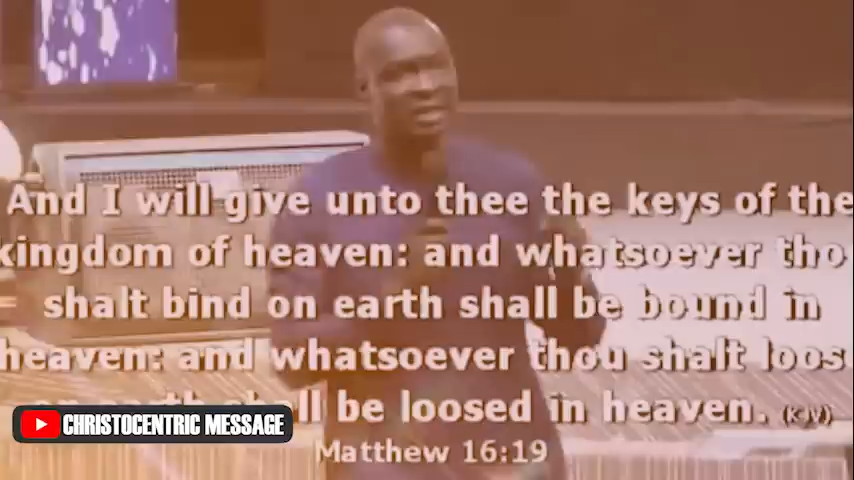 And I will give unto thee the keys of the
kingdom of heaven: and whatsoever tho
shalt bind on earth shall be bound in
heaven: and whatsoever thou shalt loos
on earth shall be loosed in heaven. (KJV)
CHRISTOCENTRIC MESSAGE
Matthew 16:19